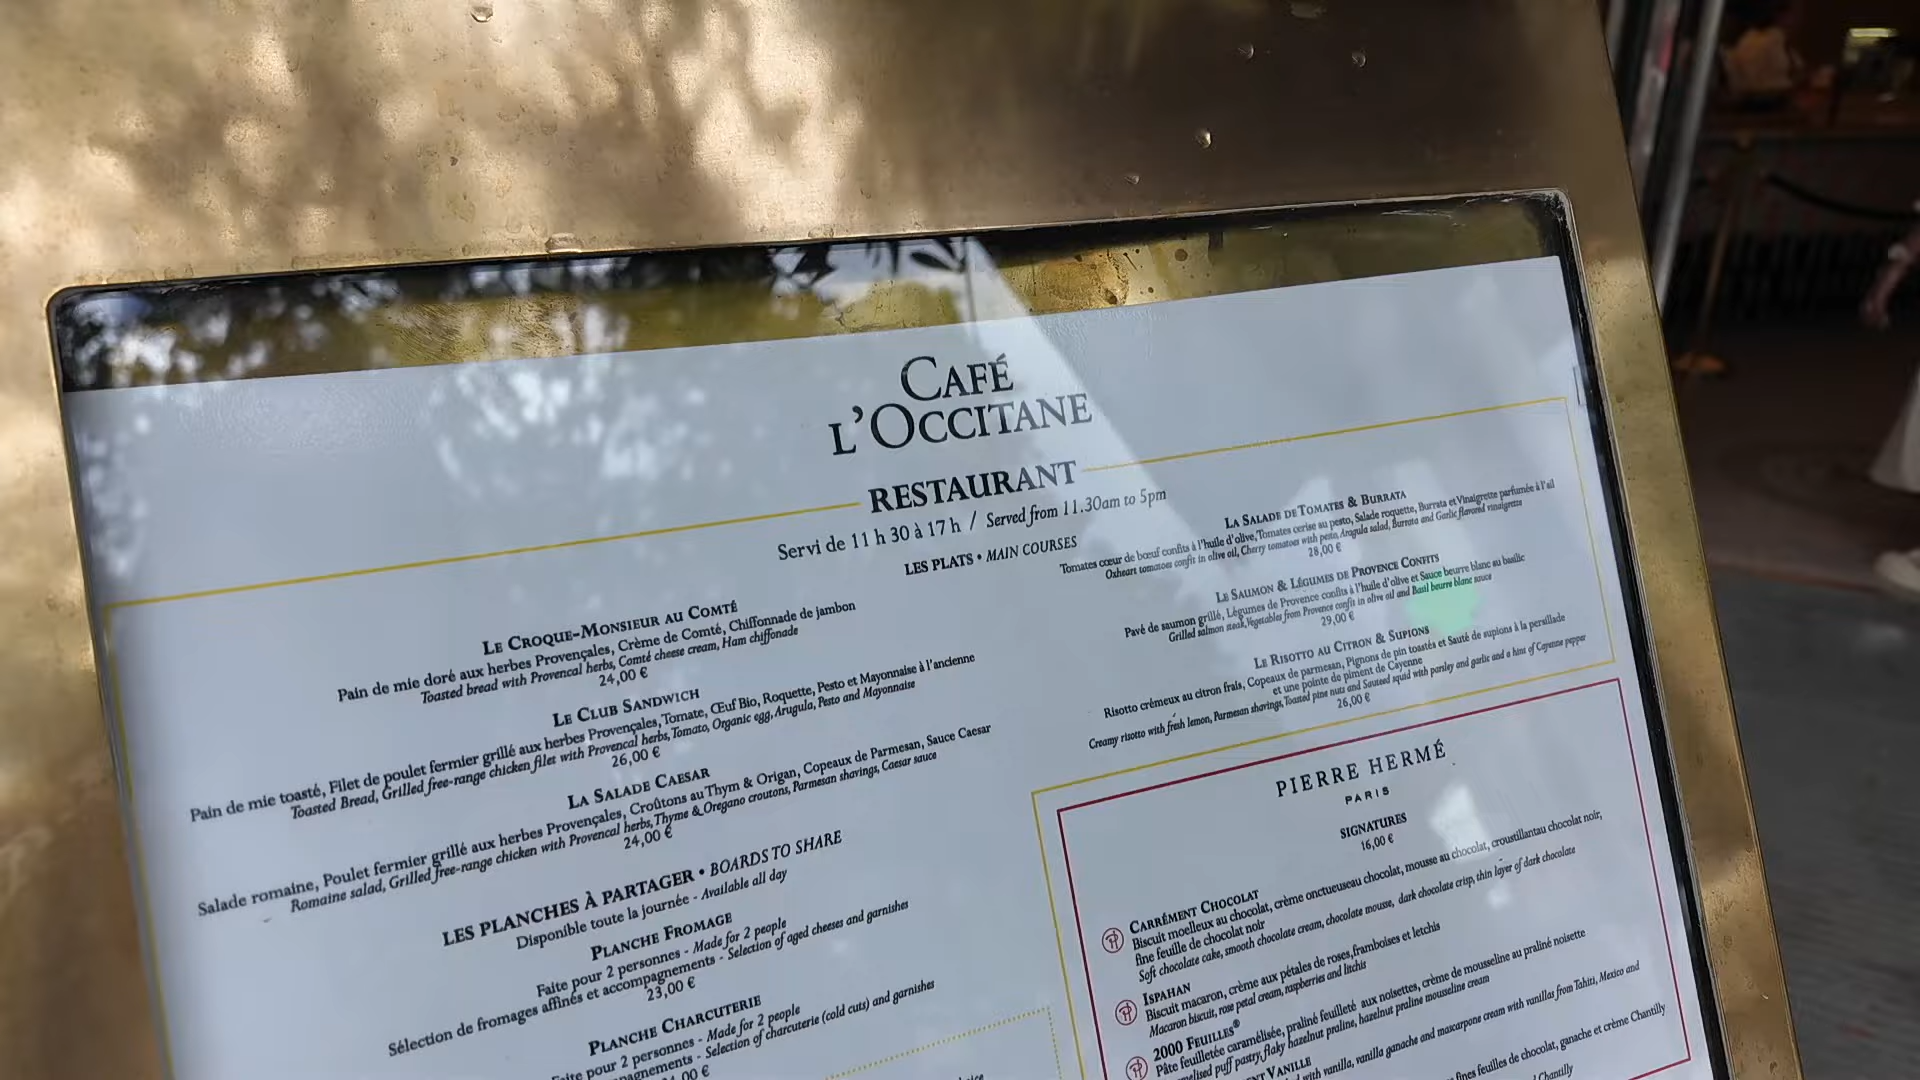 CAFÉ
L'OCCITANE
RESTAURANT
Servi de 11 h 30 à 17 h / Served from 11.30am to 5pm
LES PLATS • MAIN COURSES
LE CROQUE-MONSIEUR AU COMTÉ
Pain de mie doré aux herbes Provençales, Crème de Comté, Chiffonnade de jambon
Toasted bread with Provencal herbs, Comté cheese cream, Ham chiffonade
24,00 €
LE CLUB SANDWICH
Pain de mie toasté, Filet de poulet fermier grillé aux herbes Provençales, Tomate, Œuf Bio, Roquette, Pesto et Mayonnaise à l'ancienne
Toasted Bread, Grilled free-range chicken filet with Provencal herbs, Tomato, Organic egg, Arugula, Pesto and Mayonnaise
26,00 €
LA SALADE CAESAR
Salade romaine, Poulet fermier grillé aux herbes Provençales, Croûtons au Thym & Origan, Copeaux de Parmesan, Sauce Caesar
Romaine salad, Grilled free-range chicken with Provencal herbs, Thyme & Oregano croutons, Parmesan shavings, Caesar sauce
24,00 €
LES PLANCHES À PARTAGER • BOARDS TO SHARE
Disponible toute la journée - Available all day
PLANCHE FROMAGE
Faite pour 2 personnes - Made for 2 people
Sélection de fromages affinés et accompagnements - Selection of aged cheeses and garnishes
23,00 €
PLANCHE CHARCUTERIE
pour 2 personnes - Made for 2 people
- Selection of charcuterie (cold cuts) and garnishes
LA SALADE DE TOMATES & BURRATA
Tomates cœur de bœuf confits à l'huile d'olive, Tomates cerise au pesto, Salade roquette, Burrata et Vinaigrette parfumée à l'ail
Oxheart tomatoes confit in olive oil, Cherry tomatoes with pesto, Arugula salad, Burrata and Garlic flavored vinaigrette
28,00 €
LE SAUMON & LÉGUMES DE PROVENCE CONFITS
Pavé de saumon grillé, Légumes de Provence confits à l'huile d'olive et Sauce beurre blanc au basilic
Grilled salmon steak, Vegetables from Provence confit in olive oil and Basil beurre blanc sauce
29,00 €
LE RISOTTO AU CITRON & SUPIONS
Risotto crémeux au citron frais, Copeaux de parmesan, Pignons de pin toastés et Sauté de supions à la persillade
et une pointe de piment de Cayenne
Creamy risotto with fresh lemon, Parmesan shavings, Toasted pine nuts and Sauteed squid with parsley and garlic and a hint of Cayenne pepper
26,00 €
PIERRE HERMÉ
PARIS
SIGNATURES
16,00 €
CARRÉMENT CHOCOLAT
Biscuit moelleux au chocolat, crème onctueuseau chocolat, mousse au chocolat, croustillantau chocolat noir,
fine feuille de chocolat noir
Soft chocolate cake, smooth chocolate cream, chocolate mousse, dark chocolate crisp, thin layer of dark chocolate
ISPAHAN
Biscuit macaron, crème aux pétales de roses, framboises et letchis
Macaron biscuit, rose petal cream, raspberries and litchis
2000 FEUILLES®
Pâte feuilletée caramélisée, praliné feuilleté aux noisettes, crème de mousseline au praliné noisette
puff pastry, flaky hazelnut praline, hazelnut praline mousseline cream
VANILLE
with vanilla, vanilla ganache and mascarpone cream with vanillas from Tahiti, Mexico and
fines feuilles de chocolat, ganache et crème Chantilly
Chantilly